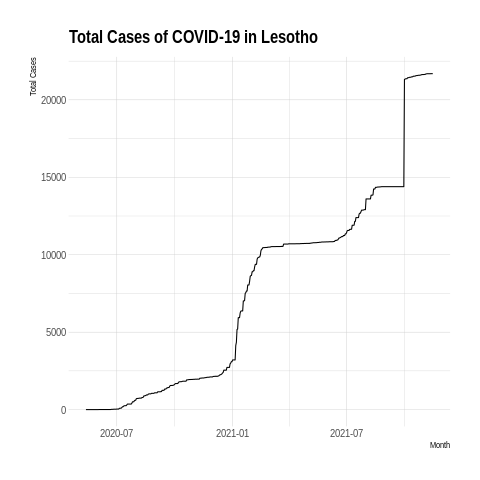 Total Cases of COVID-19 in Lesotho
Total Cases
20000
15000
10000
5000
0
2020-07
2021-01
2021-07
Month